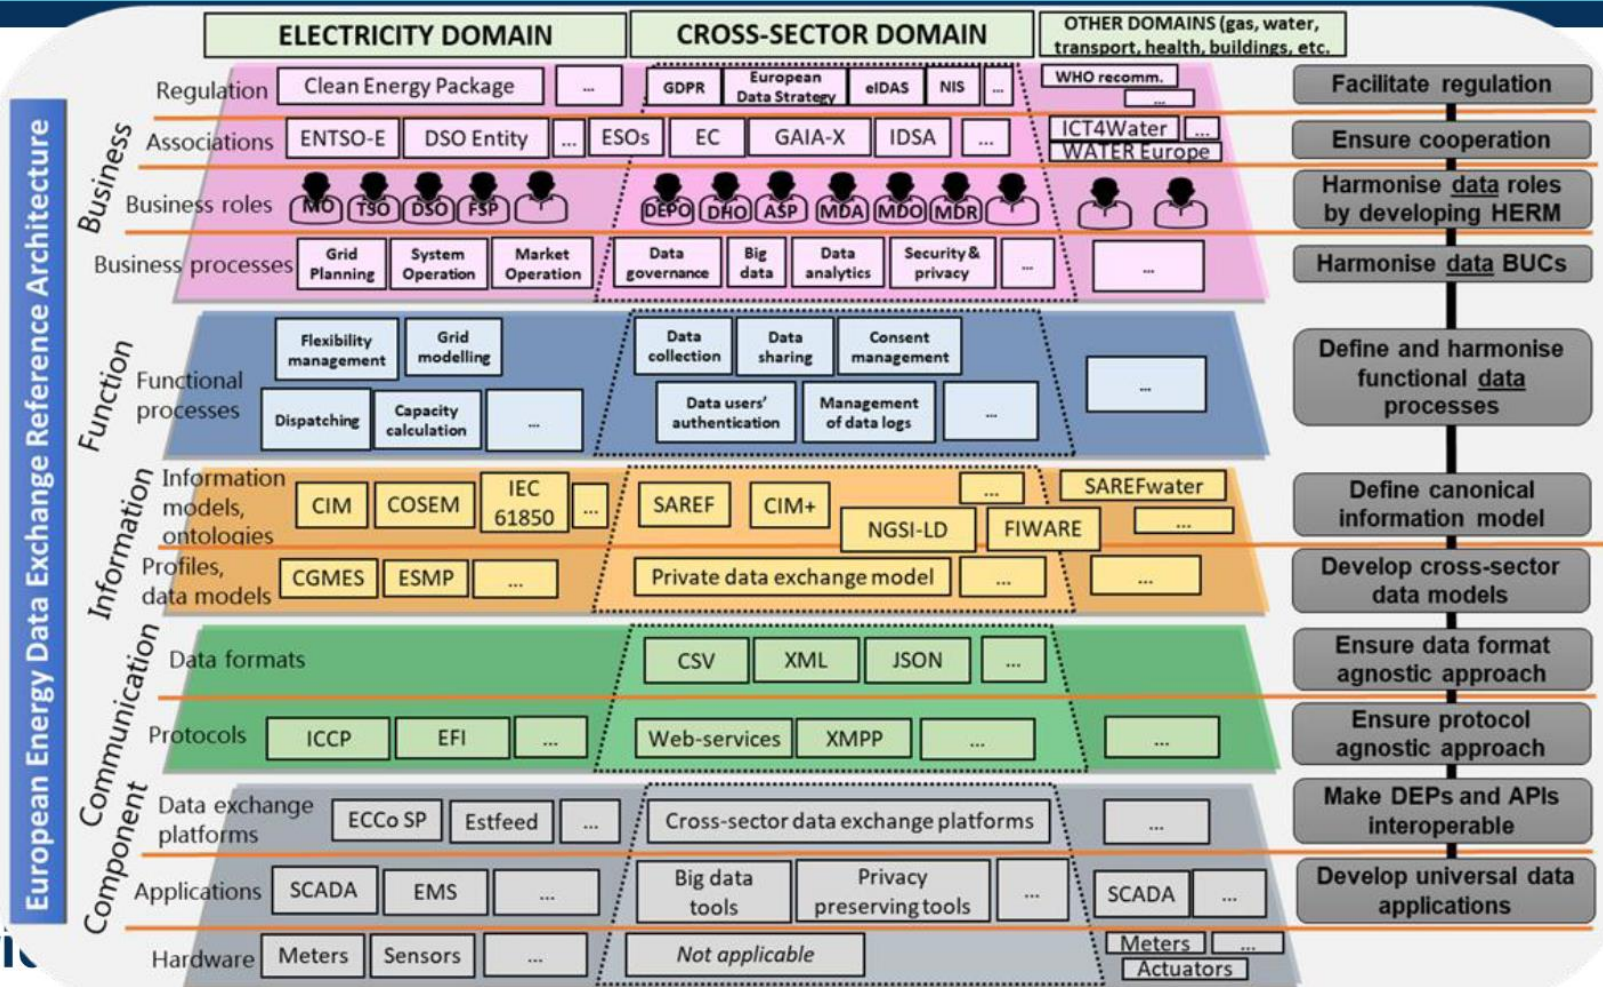 ELECTRICITY DOMAIN
CROSS-SECTOR DOMAIN
OTHER DOMAINS (gas, water,
transport, health, buildings, etc.
European Energy Data Exchange Reference Architecture
Business
Regulation
Clean Energy Package
...
GDPR
European
Data Strategy
eIDAS
NIS
...
WHO recomm.
...
Facilitate regulation
Associations
ENTSO-E
DSO Entity
...
ESOs
EC
GAIA-X
IDSA
...
ICT4Water
...
WATER Europe
Ensure cooperation
Business roles
MO
TSO
DSO
FSP
DEPO
DHO
ASP
MDA
MDO
MDR
Harmonise data roles
by developing HERM
Business processes
Grid
Planning
System
Operation
Market
Operation
Data
governance
Big
data
Data
analytics
Security &
privacy
...
...
Harmonise data BUCs
Function
Functional
processes
Flexibility
management
Grid
modelling
Dispatching
Capacity
calculation
...
Data
collection
Data
sharing
Consent
management
Data users'
authentication
Management
of data logs
...
...
Define and harmonise
functional data
processes
Information
Information
models,
ontologies
CIM
COSEM
IEC
61850
...
SAREF
CIM+
...
NGSI-LD
FIWARE
SAREFwater
...
Define canonical
information model
Profiles,
data models
CGMES
ESMP
...
Private data exchange model
...
...
Develop cross-sector
data models
Communication
Data formats
CSV
XML
JSON
...
Ensure data format
agnostic approach
Protocols
ICCP
EFI
...
Web-services
XMPP
...
...
Ensure protocol
agnostic approach
Component
Data exchange
platforms
ECCo SP
Estfeed
...
Cross-sector data exchange platforms
...
Make DEPs and APIs
interoperable
Applications
SCADA
EMS
...
Big data
tools
Privacy
preserving tools
...
SCADA
...
Develop universal data
applications
Hardware
Meters
Sensors
...
Not applicable
Meters
...
Actuators